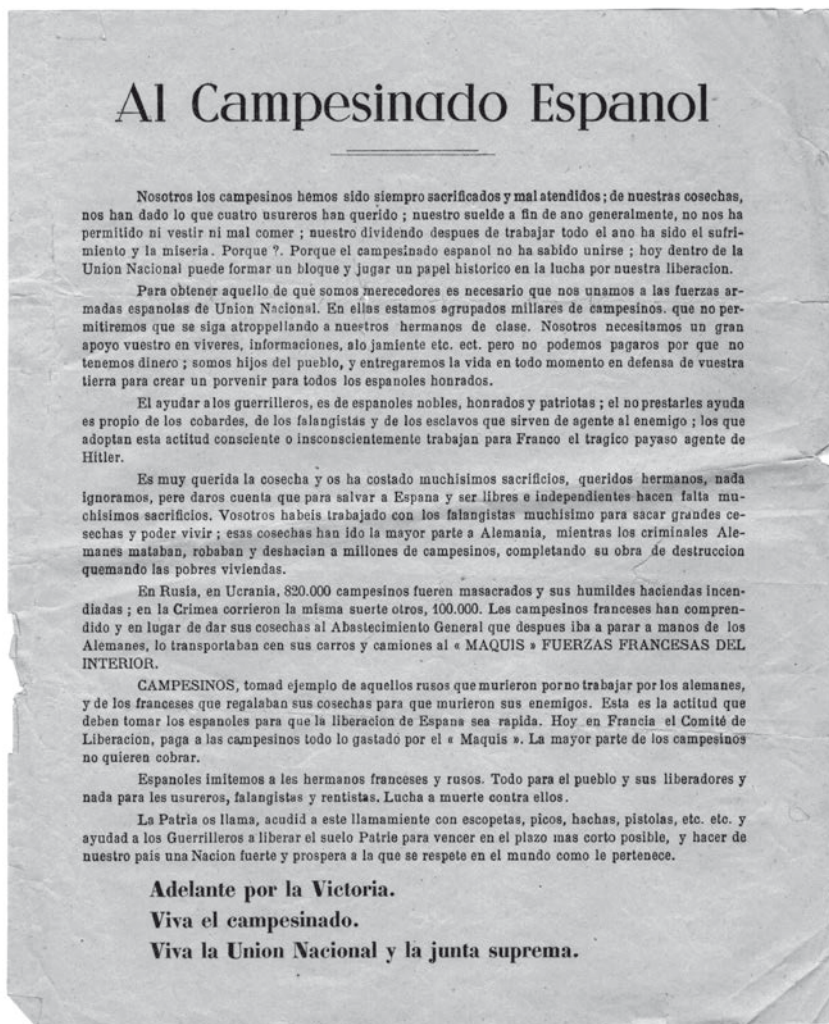 Al Campesinado Espanol
Nosotros los campesinos hemos sido siempro sacrificados y mal atendidos ; de nuestras cosechas,
nos han dado lo que cuatro usureros han querido ; nuestro suelde a fin de ano generalmente, no nos ha
permitido ni vestir ni mal comer ; nuestro dividendo despues de trabajar todo el ano ha sido el sufri-
miento y la miseria. Porque ?. Porque el campesinado espanol no ha sabido unirse ; hoy dentro de la
Union Nacional puede formar un bloque y jugar un papel historico en la lucha por nuestra liberacion.
Para obtener aquello de que somos merecedores es necesario que nos unamos a las fuerzas ar-
madas espanolas de Union Nacional. En ellas estamos agrupados millares de campesinos. que no per-
mitiremos que se siga atroppellando a nuestros hermanos de clase. Nosotros necesitamos un gran
apoyo vuestro en viveres, informaciones, alo jamiente etc. ect. pero no podemos pagaros por que no
tenemos dinero ; somos hijos del pueblo, y entregaremos la vida en todo momento en defensa de vuestra
tierra para crear un porvenir para todos los espanoles honrados.
El ayudar a los guerrilleros, es de espanoles nobles, honrados y patriotas ; el no prestarles ayuda
es propio de los cobardes, de los falangistas y de los esclavos que sirven de agente al enemigo ; los que
adoptan esta actitud consciente o insconscientemente trabajan para Franco el tragico payaso agente de
Hitler.
Es muy querida la cosecha y os ha costado muchisimos sacrificios, queridos hermanos, nada
ignoramos, pere daros cuenta que para salvar a Espana y ser libres e independientes hacen falta mu-
chisimos sacrificios. Vosotros habeis trabajado con los falangistas muchisimo para sacar grandes ce-
sechas y poder vivir ; esas cosechas han ido la mayor parte a Alemania, mientras los criminales Ale-
manes mataban, robaban y deshacian a millones de campesinos, completando su obra de destruccion
quemando las pobres viviendas.
En Rusia, en Ucrania, 820.000 campesinos fueren masacrados y sus humildes haciendas incen-
diadas ; en la Crimea corrieron la misma suerte otros, 100.000. Les campesinos franceses han compren-
dido y en lugar de dar sus cosechas al Abastecimiento General que despues iba a parar a manos de los
Alemanes, lo transportaban cen sus carros y camiones al « MAQUIS » FUERZAS FRANCESAS DEL
INTERIOR.
CAMPESINOS, tomad ejemplo de aquellos rusos que murieron porno trabajar por los alemanes,
y de los franceses que regalaban sus cosechas para que murieron sus enemigos. Esta es la actitud que
deben tomar los espanoles para que la liberacion de Espana sea rapida. Hoy en Francia el Comité de
Liberacion, paga a las campesinos todo lo gastado por el « Maquis ». La mayor parte de los campesinos
no quieren cobrar.
Espanoles imitemos a les hermanos franceses y rusos. Todo para el pueblo y sus liberadores y
nada para les usureros, falangistas y rentistas. Lucha a muerte contra ellos.
La Patria os llama, acudid a este llamamiento con escopetas, picos, hachas, pistolas, etc. etc. y
ayudad a los Guerrilleros a liberar el suelo Patrie para vencer en el plazo mas corto posible, y hacer de
nuestro pais una Nacion fuerte y prospera a la que se respete en el mundo como le pertenece.
Adelante por la Victoria.
Viva el campesinado.
Viva la Union Nacional y la junta suprema.